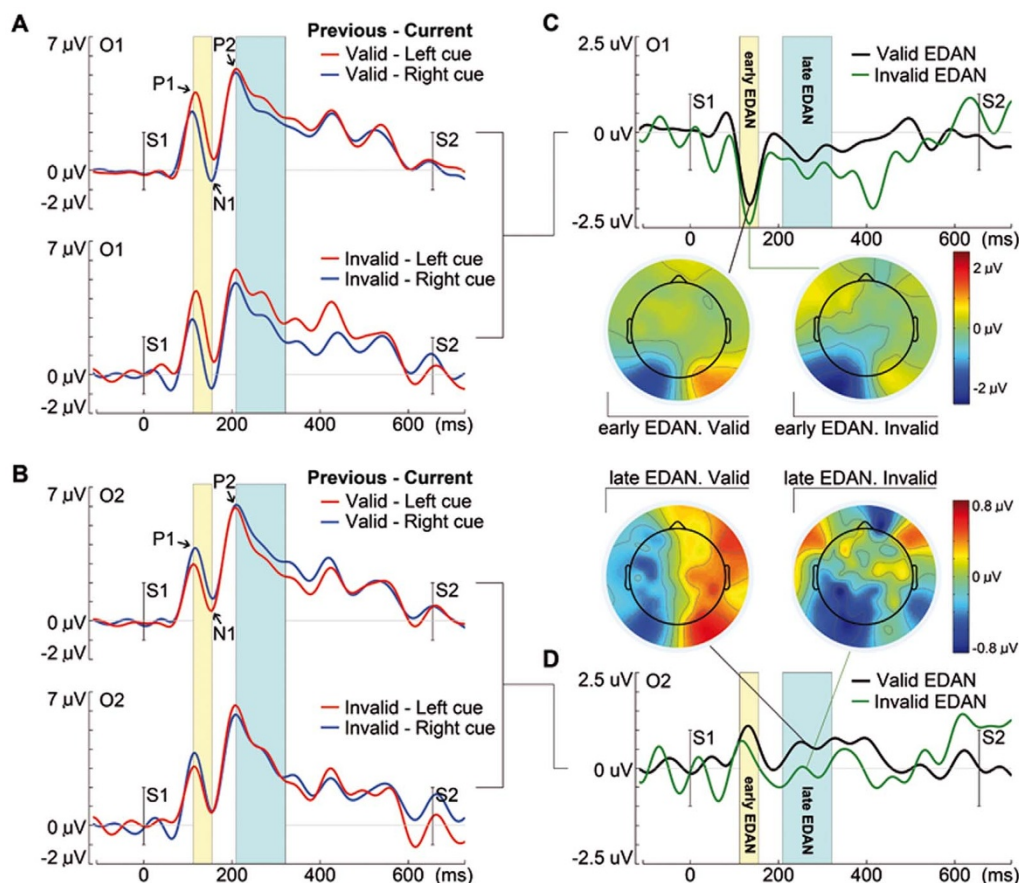 A
7 µV
O1
Previous - Current
Valid - Left cue
Valid - Right cue
P2
P1
S1
S2
0 µV
-2 µV
N1
7 µV
O1
Invalid - Left cue
Invalid - Right cue
S1
S2
0 µV
-2 µV
0 200 400 600 (ms)
B
7 µV
O2
Previous - Current
Valid - Left cue
Valid - Right cue
P2
P1
S1
S2
0 µV
-2 µV
N1
7 µV
O2
Invalid - Left cue
Invalid - Right cue
S1
S2
0 µV
-2 µV
0 200 400 600 (ms)
C
2.5 uV
O1
early EDAN
late EDAN
Valid EDAN
Invalid EDAN
S1
S2
0 uV
-2.5 uV
0 200 400 600 (ms)
2 µV
0 µV
-2 µV
early EDAN. Valid
early EDAN. Invalid
late EDAN. Valid
late EDAN. Invalid
0.8 µV
0 µV
-0.8 µV
D
2.5 uV
O2
Valid EDAN
Invalid EDAN
S1
S2
0 uV
early EDAN
late EDAN
-2.5 uV
0 200 400 600 (ms)